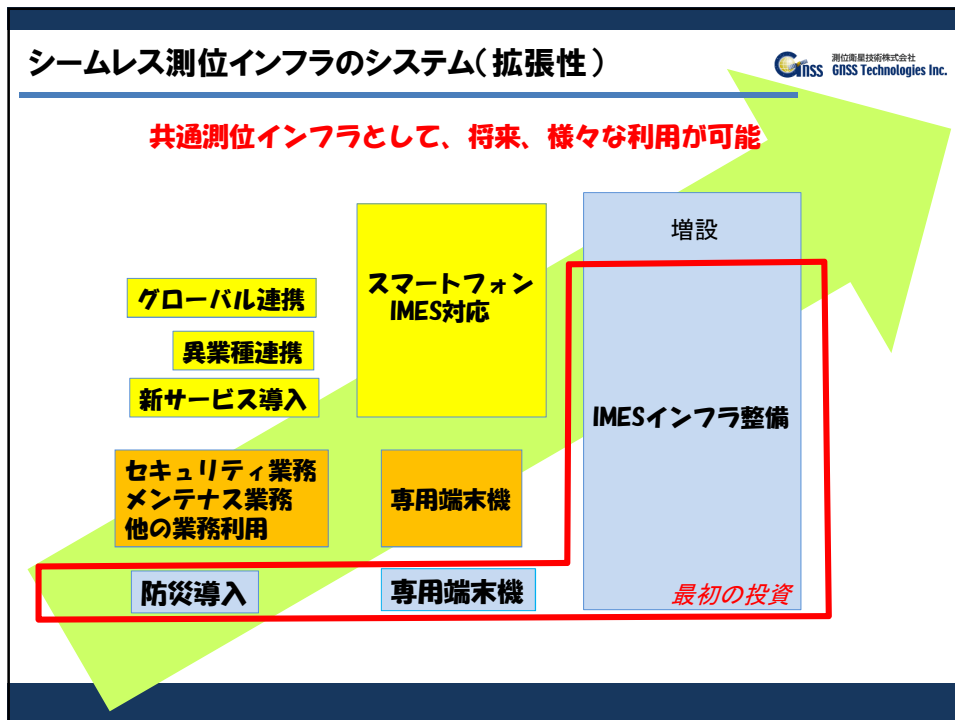 シームレス測位インフラのシステム(拡張性)
Gnss 測位衛星技術株式会社
GNSS Technologies Inc.
共通測位インフラとして、将来、様々な利用が可能
増設
スマートフォン
IMES対応
グローバル連携
異業種連携
新サービス導入
IMESインフラ整備
セキュリティ業務
メンテナス業務
他の業務利用
専用端末機
防災導入
専用端末機
最初の投資